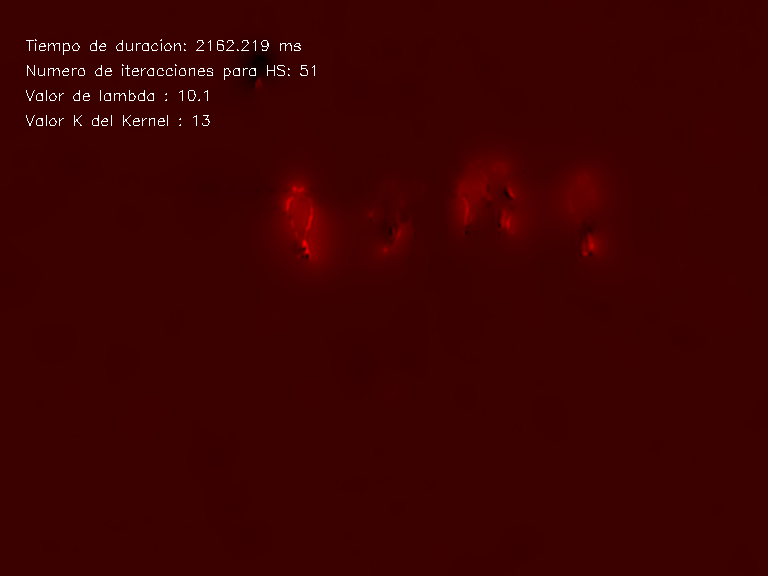 Tiempo de duracion: 2162.219 ms
Numero de iteracciones para HS: 51
Valor de lambda : 10.1
Valor K del Kernel : 13